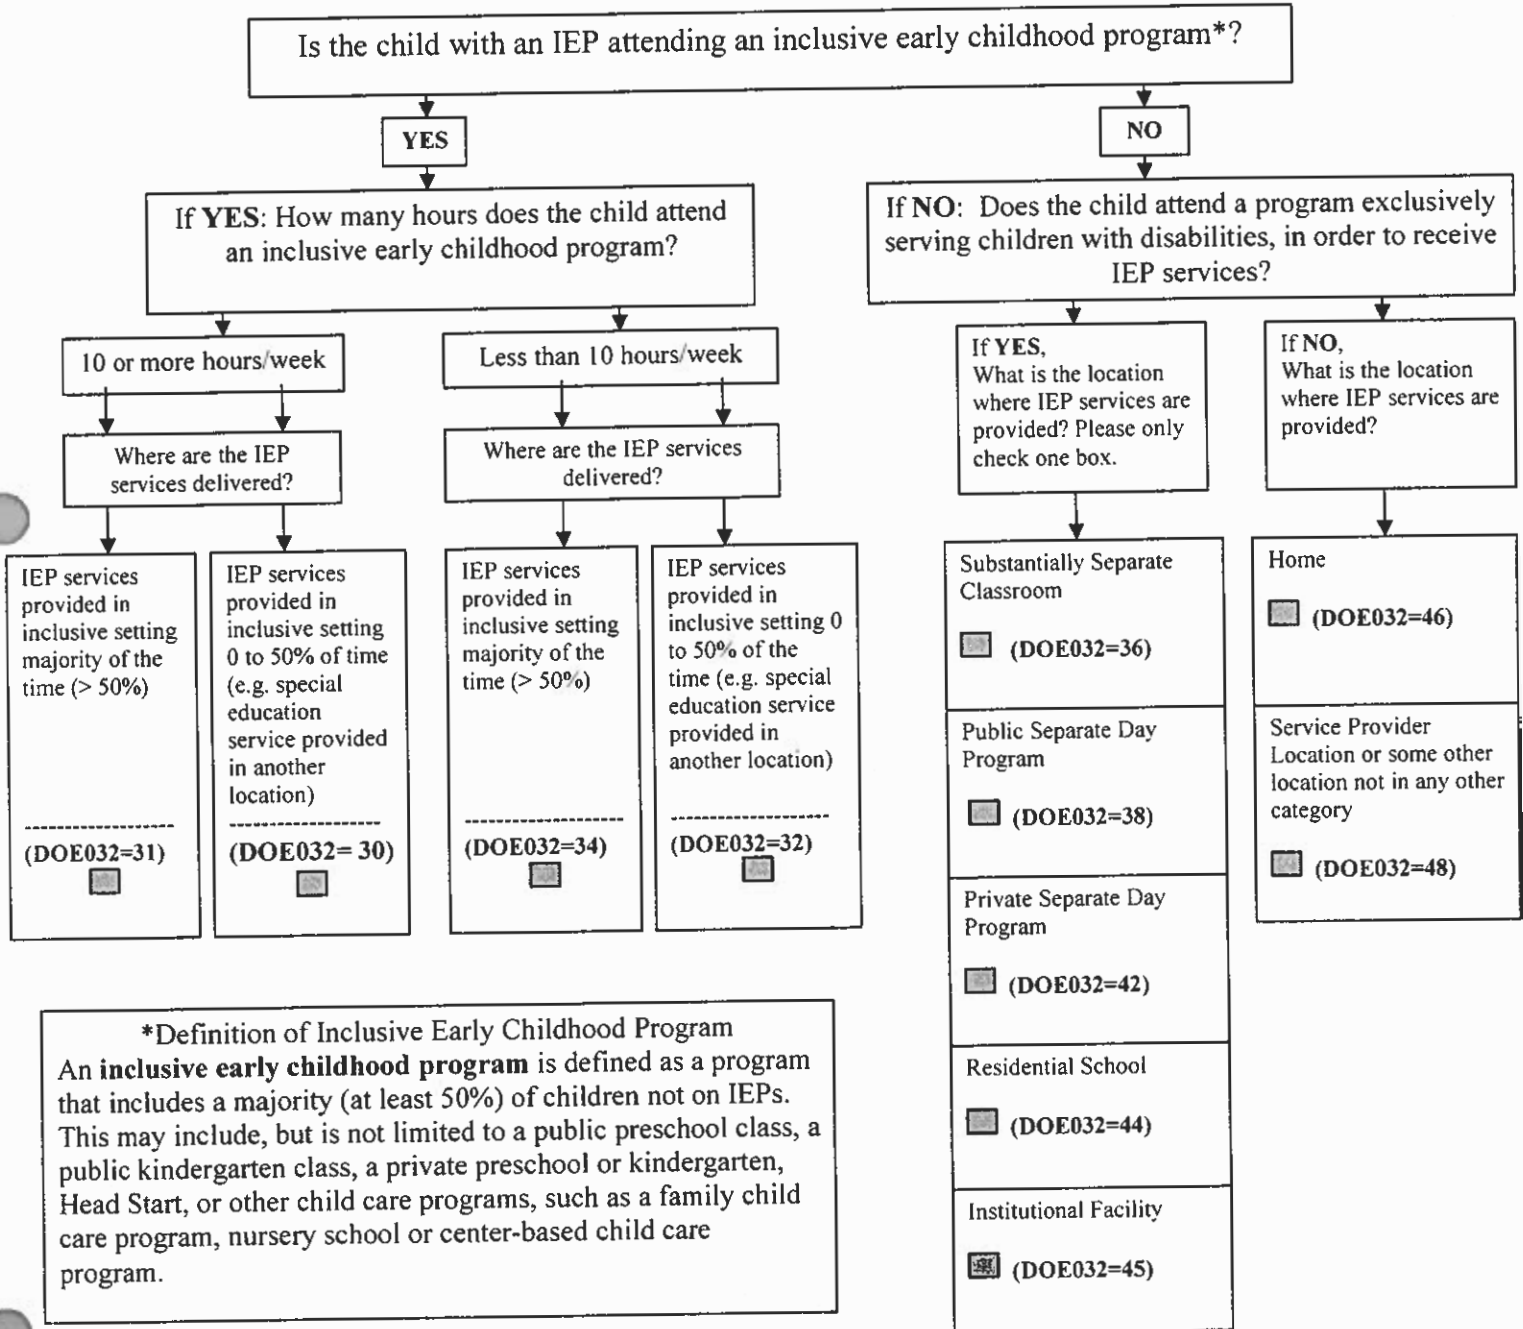 Is the child with an IEP attending an inclusive early childhood program*?
YES
NO
If YES: How many hours does the child attend
an inclusive early childhood program?
If NO: Does the child attend a program exclusively
serving children with disabilities, in order to receive
IEP services?
10 or more hours/week
Less than 10 hours/week
If YES,
What is the location
where IEP services are
provided? Please only
check one box.
If NO,
What is the location
where IEP services are
provided?
Where are the IEP
services delivered?
Where are the IEP services
delivered?
IEP services
provided in
inclusive setting
majority of the
time (> 50%)
(DOE032=31)
IEP services
provided in
inclusive setting
0 to 50% of time
(e.g. special
education
service provided
in another
location)
(DOE032= 30)
IEP services
provided in
inclusive setting
majority of the
time (> 50%)
(DOE032=34)
IEP services
provided in
inclusive setting 0
to 50% of the
time (e.g. special
education service
provided in
another location)
(DOE032=32)
Substantially Separate
Classroom
(DOE032=36)
Public Separate Day
Program
(DOE032=38)
Private Separate Day
Program
(DOE032=42)
Residential School
(DOE032=44)
Institutional Facility
(DOE032=45)
Home
(DOE032=46)
Service Provider
Location or some other
location not in any other
category
(DOE032=48)
*Definition of Inclusive Early Childhood Program
An inclusive early childhood program is defined as a program
that includes a majority (at least 50%) of children not on IEPs.
This may include, but is not limited to a public preschool class, a
public kindergarten class, a private preschool or kindergarten,
Head Start, or other child care programs, such as a family child
care program, nursery school or center-based child care
program.